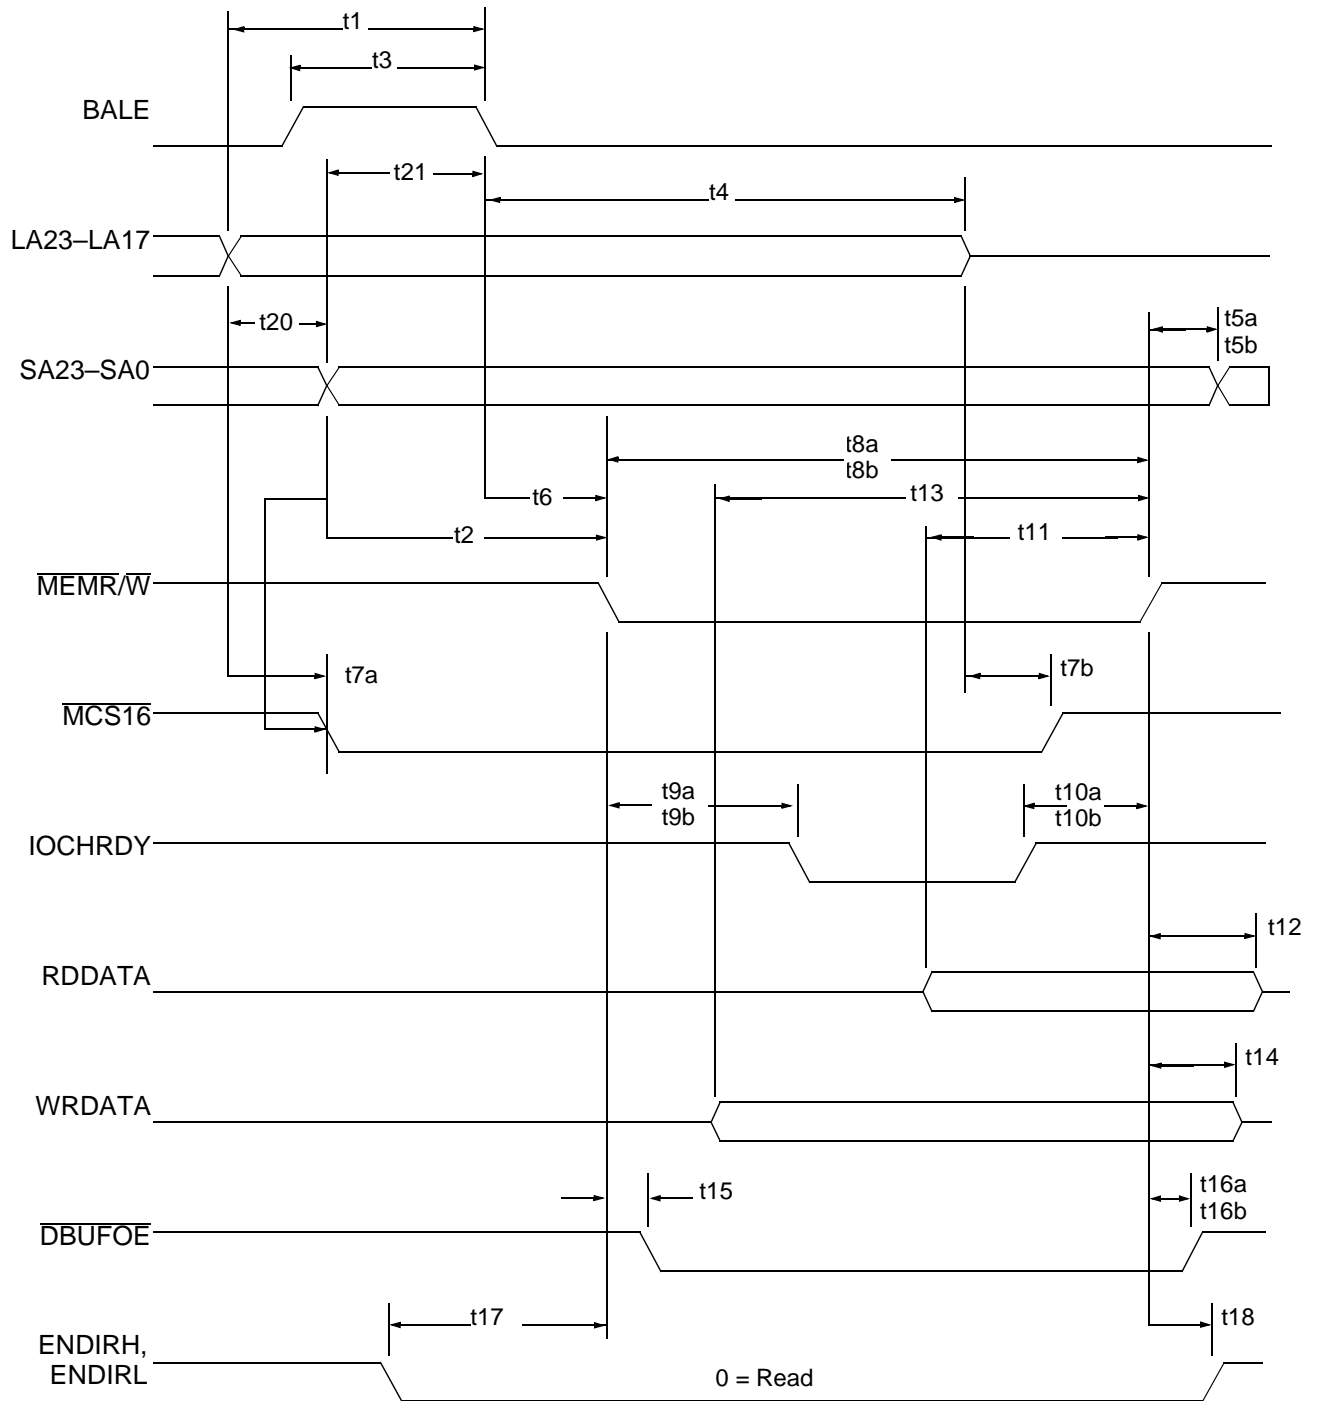 t1
t3
BALE
t21
t4
LA23–LA17
t20
t5a
t5b
SA23–SA0
t8a
t8b
t6
t13
t2
t11
MEMR/W
t7a
t7b
MCS16
t9a
t9b
t10a
t10b
IOCHRDY
t12
RDDATA
t14
WRDATA
t15
t16a
t16b
DBUFOE
t17
t18
ENDIRH,
ENDIRL
0 = Read